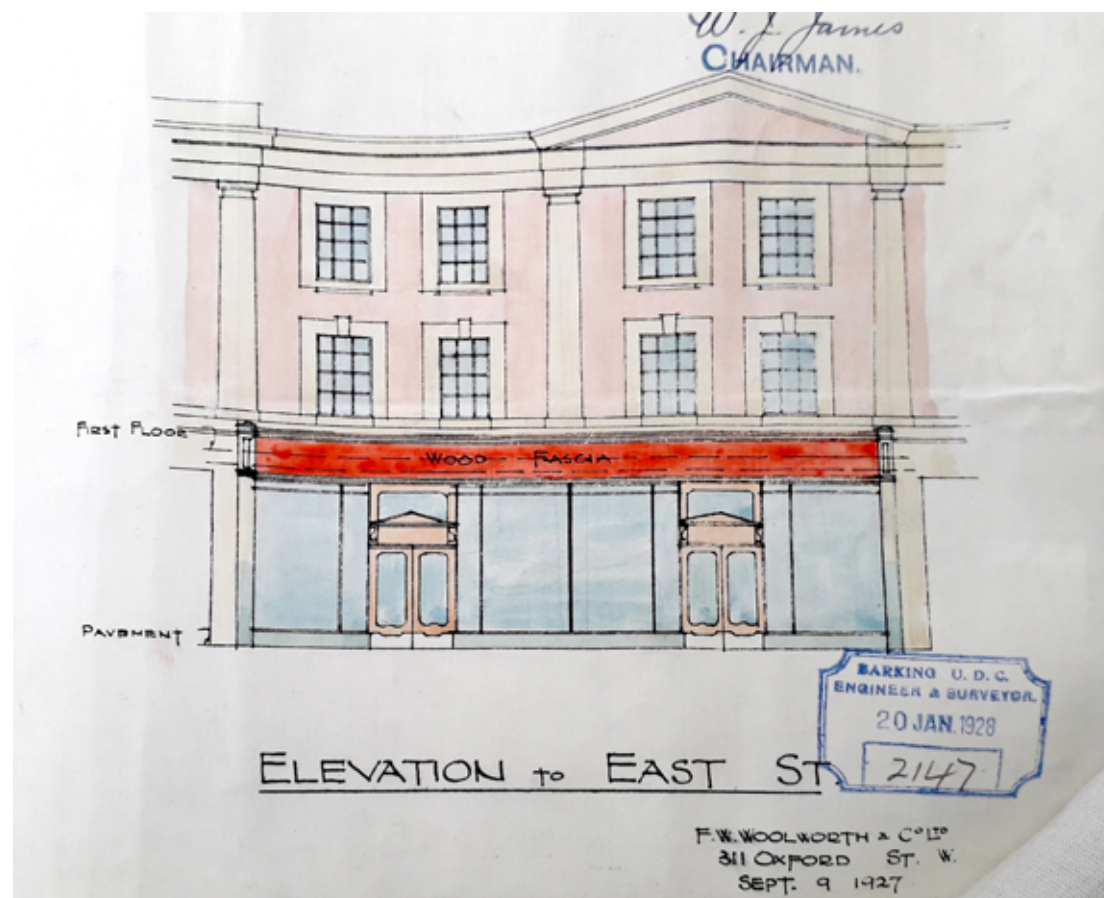 W. J. James
CHAIRMAN.
FIRST FLOOR
WOOD FASCIA
PAVEMENT
BARKING U. D. C.
ENGINEER & SURVEYOR.
20 JAN. 1928
2147
ELEVATION to EAST ST.
F. W. WOOLWORTH & Cº LTD
311 OXFORD ST. W.
SEPT. 9 1927